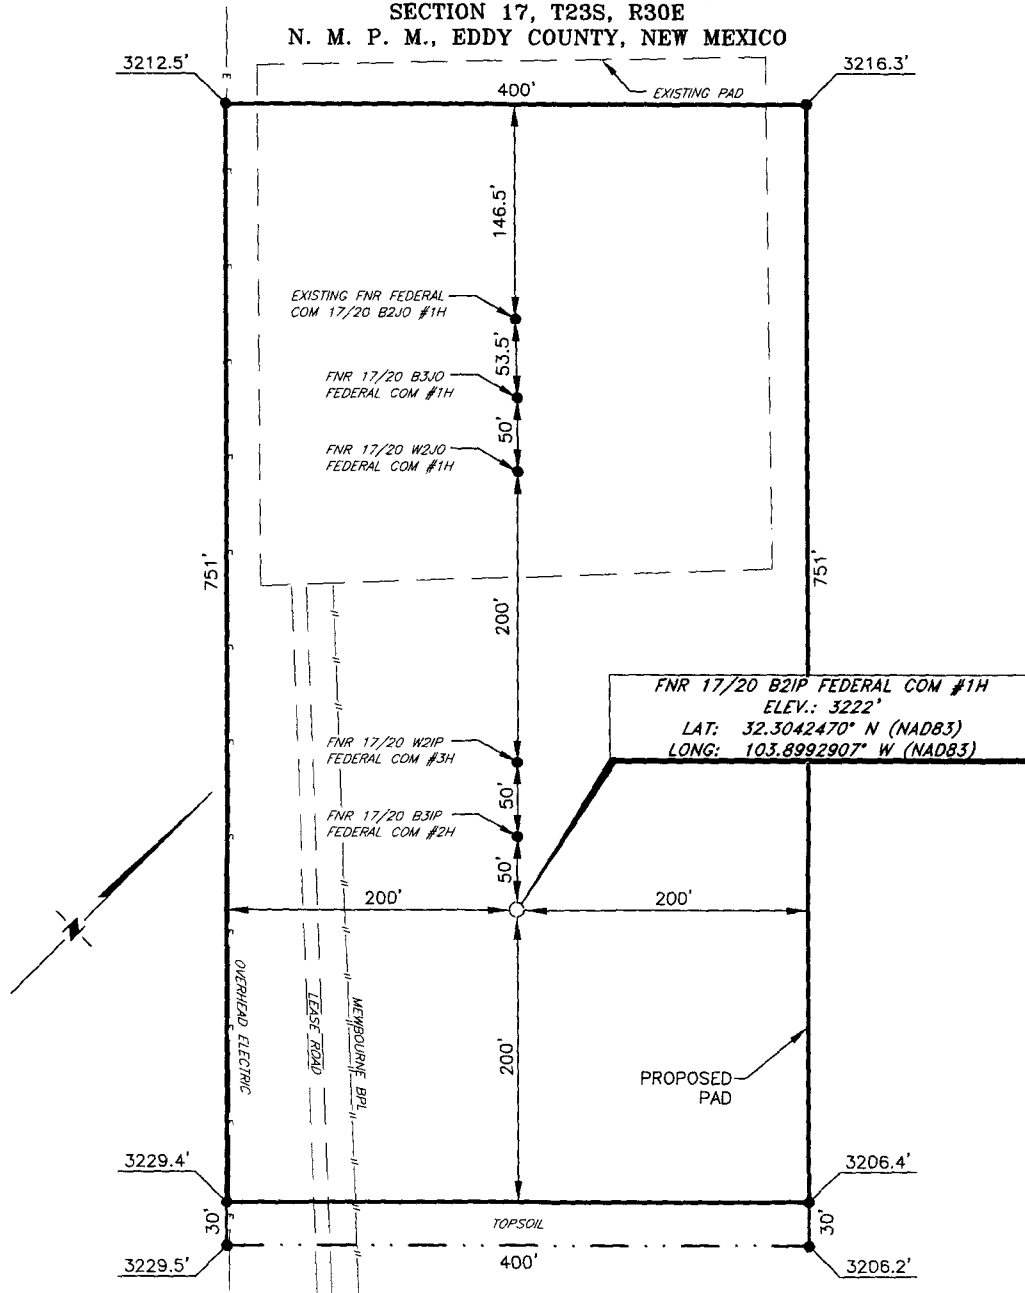 SECTION 17, T23S, R30E
N. M. P. M., EDDY COUNTY, NEW MEXICO
3212.5'
3216.3'
400'
EXISTING PAD
146.5'
EXISTING FNR FEDERAL
COM 17/20 B2JO #1H
53.5'
FNR 17/20 B3JO
FEDERAL COM #1H
50'
FNR 17/20 W2JO
FEDERAL COM #1H
751'
751'
200'
FNR 17/20 B2IP FEDERAL COM #1H
ELEV.: 3222'
LAT: 32.3042470° N (NAD83)
LONG: 103.8992907° W (NAD83)
FNR 17/20 W2IP
FEDERAL COM #3H
50'
FNR 17/20 B3IP
FEDERAL COM #2H
50'
200'
200'
N
OVERHEAD ELECTRIC
LEASE ROAD
MEWBOURNE BPL
200'
PROPOSED
PAD
3229.4'
3206.4'
30'
TOPSOIL
30'
3229.5'
400'
3206.2'